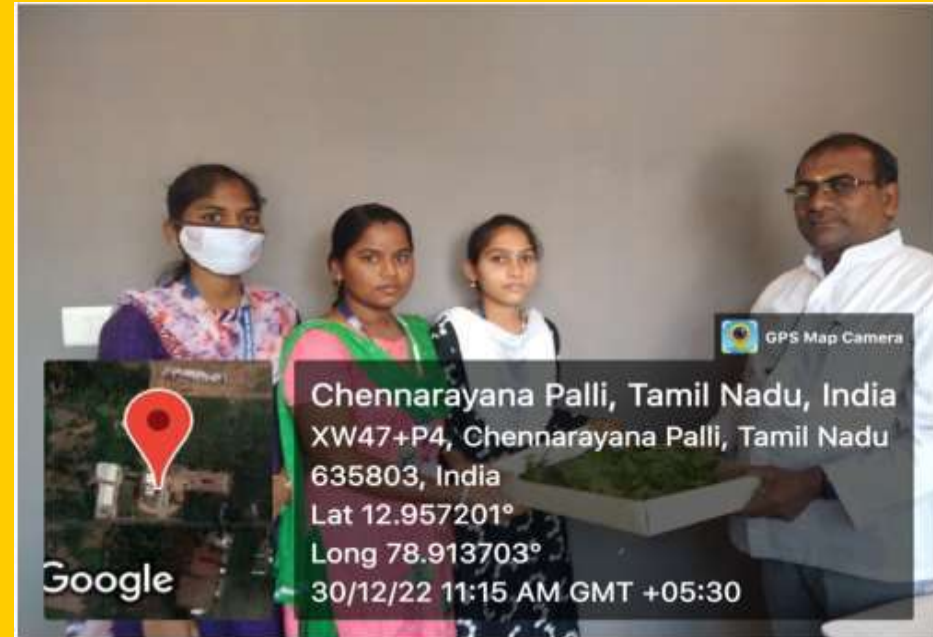 GPS Map Camera
Chennarayana Palli, Tamil Nadu, India
XW47+P4, Chennarayana Palli, Tamil Nadu
635803, India
Lat 12.957201°
Long 78.913703°
30/12/22 11:15 AM GMT +05:30
Google